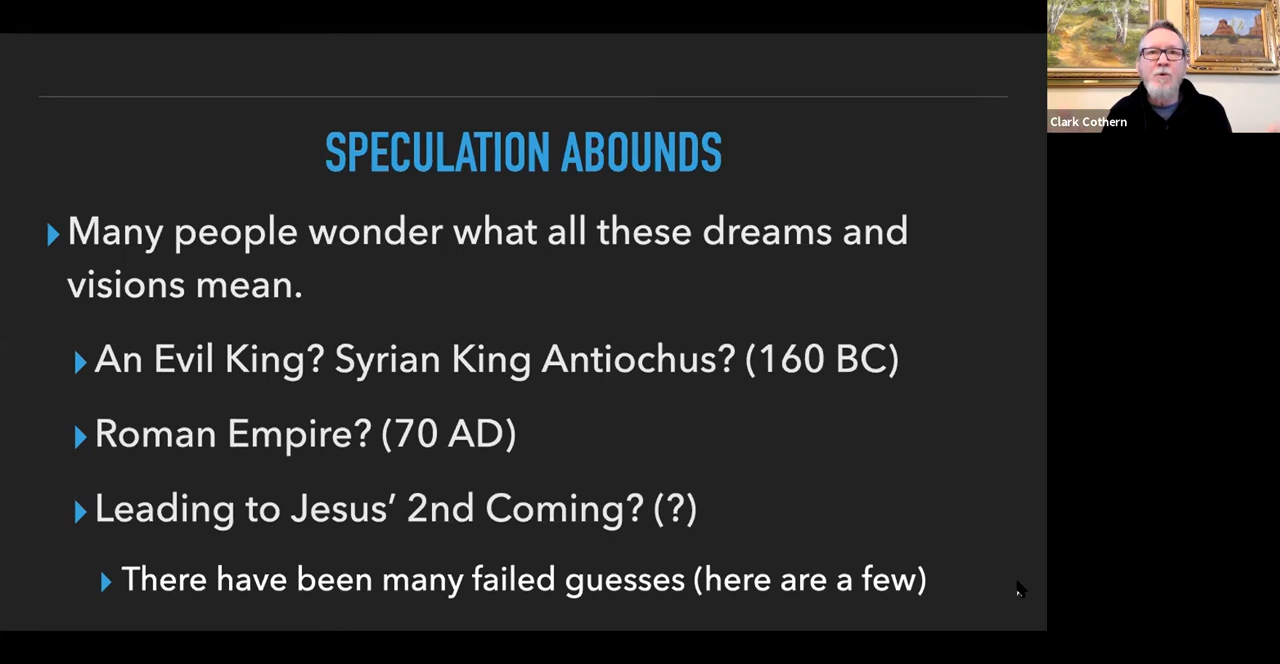 SPECULATION ABOUNDS
Many people wonder what all these dreams and
visions mean.
An Evil King? Syrian King Antiochus? (160 BC)
Roman Empire? (70 AD)
Leading to Jesus’ 2nd Coming? (?)
There have been many failed guesses (here are a few)
Clark Cothern